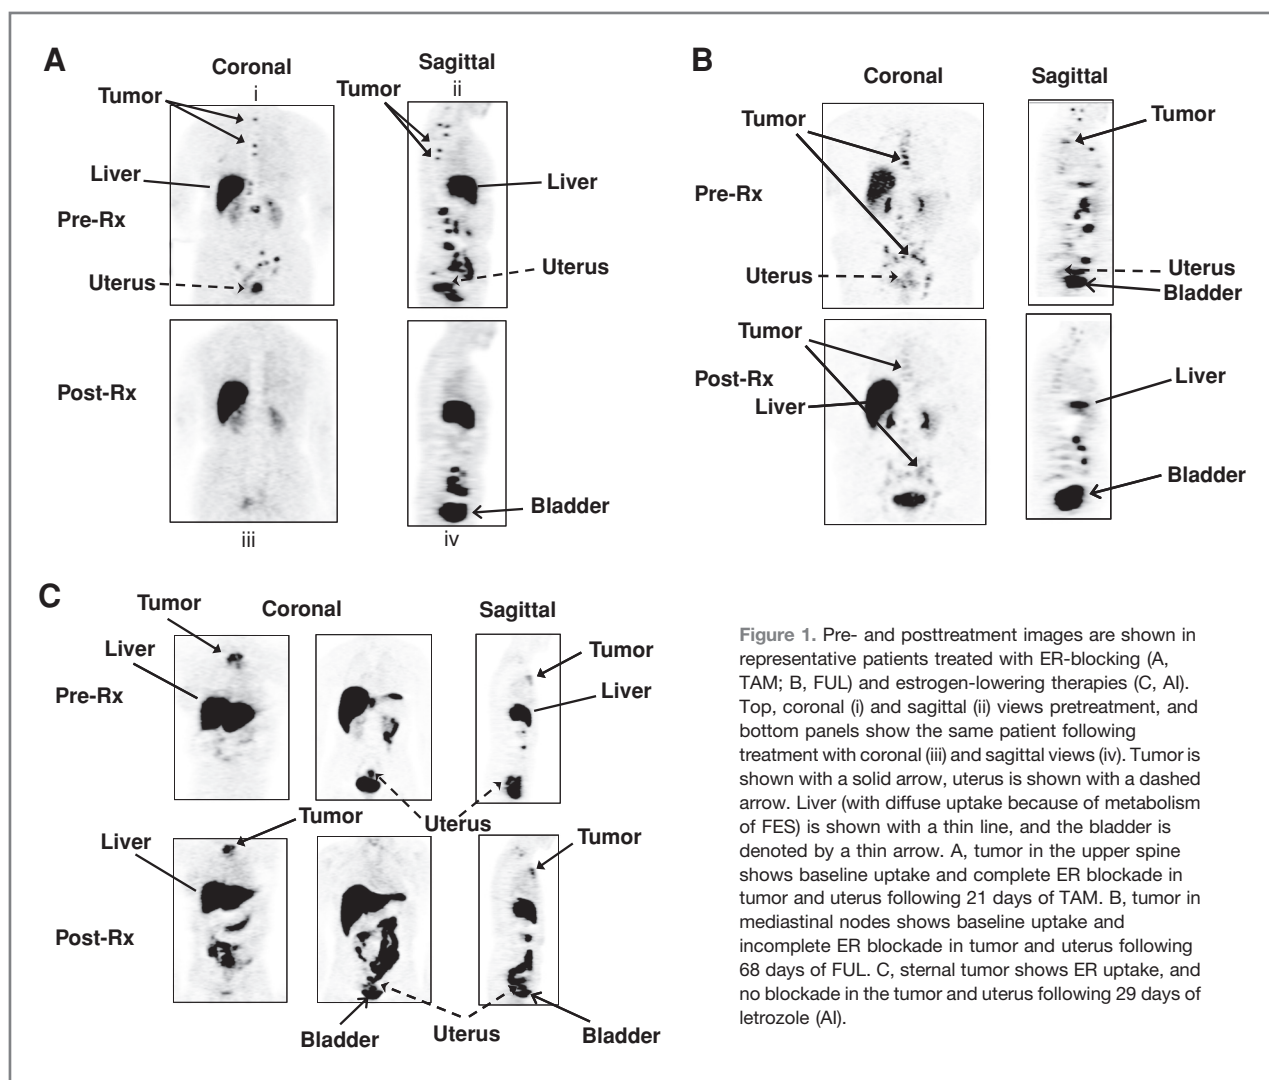 A
Coronal
i
Sagittal
ii
Tumor
Tumor
Liver
Liver
Pre-Rx
Uterus
Uterus
Post-Rx
Bladder
iii
iv
B
Coronal
Sagittal
Tumor
Tumor
Pre-Rx
Uterus
Uterus
Bladder
Tumor
Post-Rx
Liver
Liver
Bladder
C
Tumor
Coronal
Sagittal
Liver
Tumor
Pre-Rx
Liver
Uterus
Tumor
Liver
Tumor
Post-Rx
Bladder
Uterus
Bladder
Figure 1. Pre- and posttreatment images are shown in
representative patients treated with ER-blocking (A,
TAM; B, FUL) and estrogen-lowering therapies (C, AI).
Top, coronal (i) and sagittal (ii) views pretreatment, and
bottom panels show the same patient following
treatment with coronal (iii) and sagittal views (iv). Tumor is
shown with a solid arrow, uterus is shown with a dashed
arrow. Liver (with diffuse uptake because of metabolism
of FES) is shown with a thin line, and the bladder is
denoted by a thin arrow. A, tumor in the upper spine
shows baseline uptake and complete ER blockade in
tumor and uterus following 21 days of TAM. B, tumor in
mediastinal nodes shows baseline uptake and
incomplete ER blockade in tumor and uterus following
68 days of FUL. C, sternal tumor shows ER uptake, and
no blockade in the tumor and uterus following 29 days of
letrozole (AI).